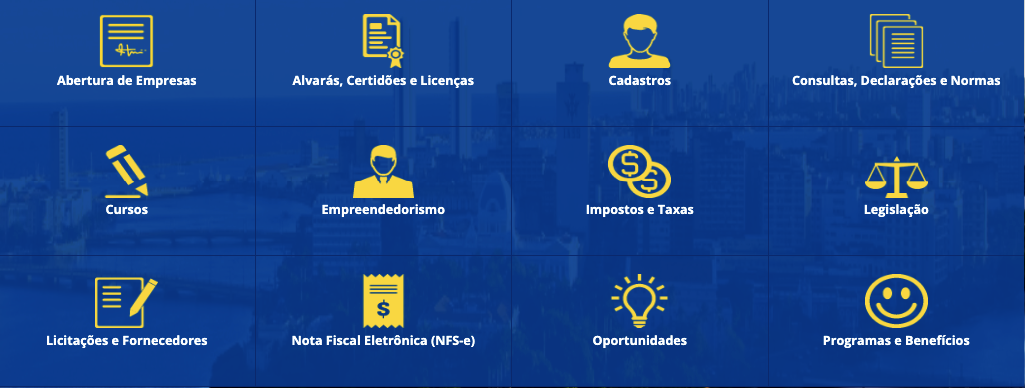 Abertura de Empresas
Alvarás, Certidões e Licenças
Cadastros
Consultas, Declarações e Normas
Cursos
Empreendedorismo
Impostos e Taxas
Legislação
Licitações e Fornecedores
Nota Fiscal Eletrônica (NFS-e)
Oportunidades
Programas e Benefícios